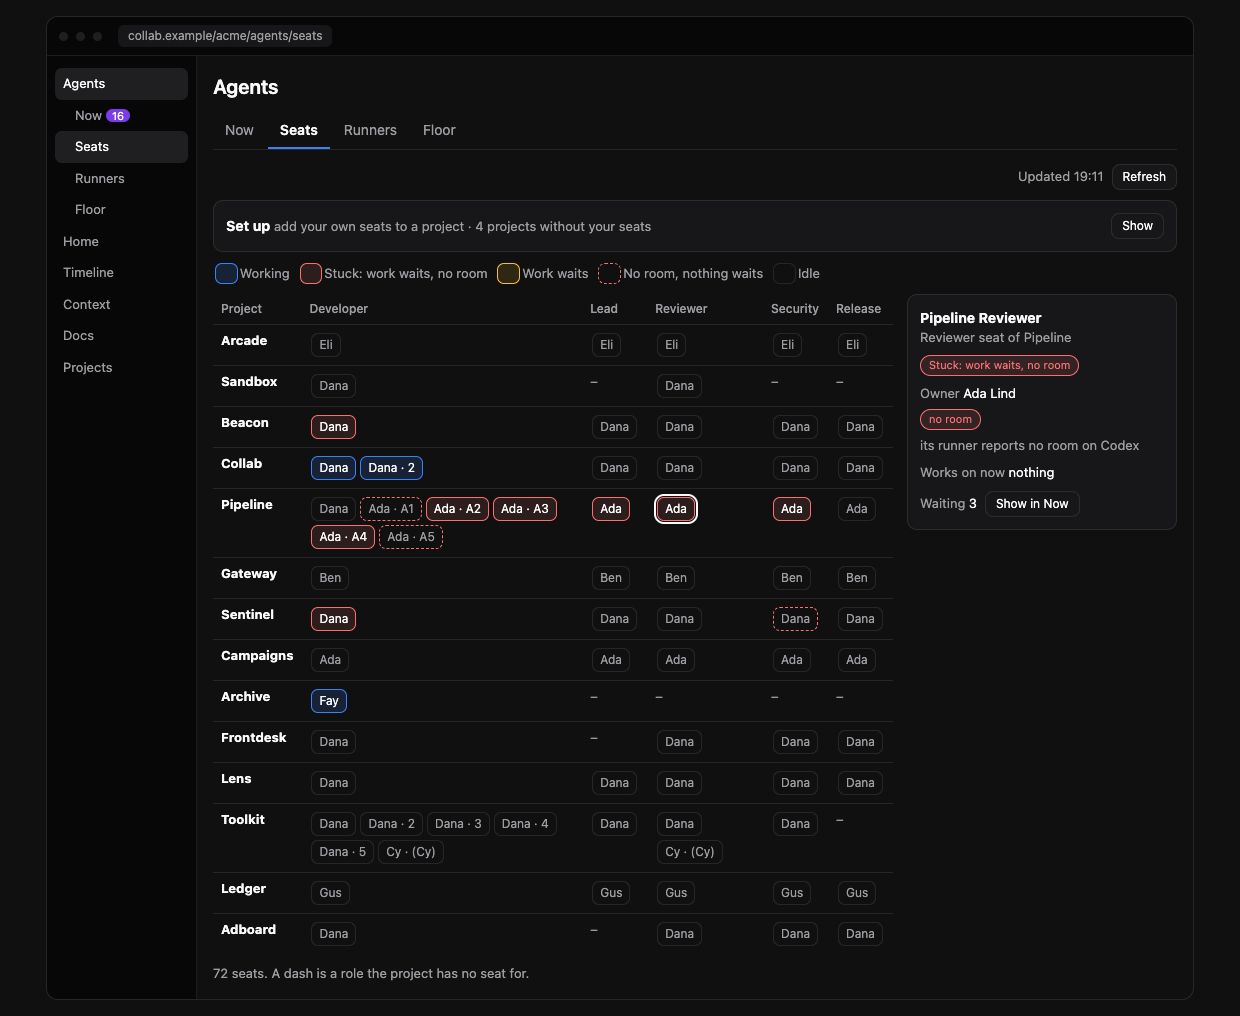 collab.example/acme/agents/seats
Agents
Now 16
Seats
Runners
Floor
Home
Timeline
Context
Docs
Projects
Agents
Now Seats Runners Floor
Updated 19:11 Refresh
Set up add your own seats to a project · 4 projects without your seats Show
Working Stuck: work waits, no room Work waits No room, nothing waits Idle
Project Developer Lead Reviewer Security Release
Arcade Eli Eli Eli Eli Eli
Sandbox Dana – Dana – –
Beacon Dana Dana Dana Dana Dana
Collab Dana Dana · 2 Dana Dana Dana Dana
Pipeline Dana Ada · A1 Ada · A2 Ada · A3 Ada Ada Ada Ada
Ada · A4 Ada · A5
Gateway Ben Ben Ben Ben Ben
Sentinel Dana Dana Dana Dana Dana
Campaigns Ada Ada Ada Ada Ada
Archive Fay – – – –
Frontdesk Dana – Dana Dana Dana
Lens Dana Dana Dana Dana Dana
Toolkit Dana Dana · 2 Dana · 3 Dana · 4 Dana Dana Dana –
Dana · 5 Cy · (Cy) Cy · (Cy)
Ledger Gus Gus Gus Gus Gus
Adboard Dana – Dana Dana Dana
72 seats. A dash is a role the project has no seat for.
Pipeline Reviewer
Reviewer seat of Pipeline
Stuck: work waits, no room
Owner Ada Lind
no room
its runner reports no room on Codex
Works on now nothing
Waiting 3 Show in Now